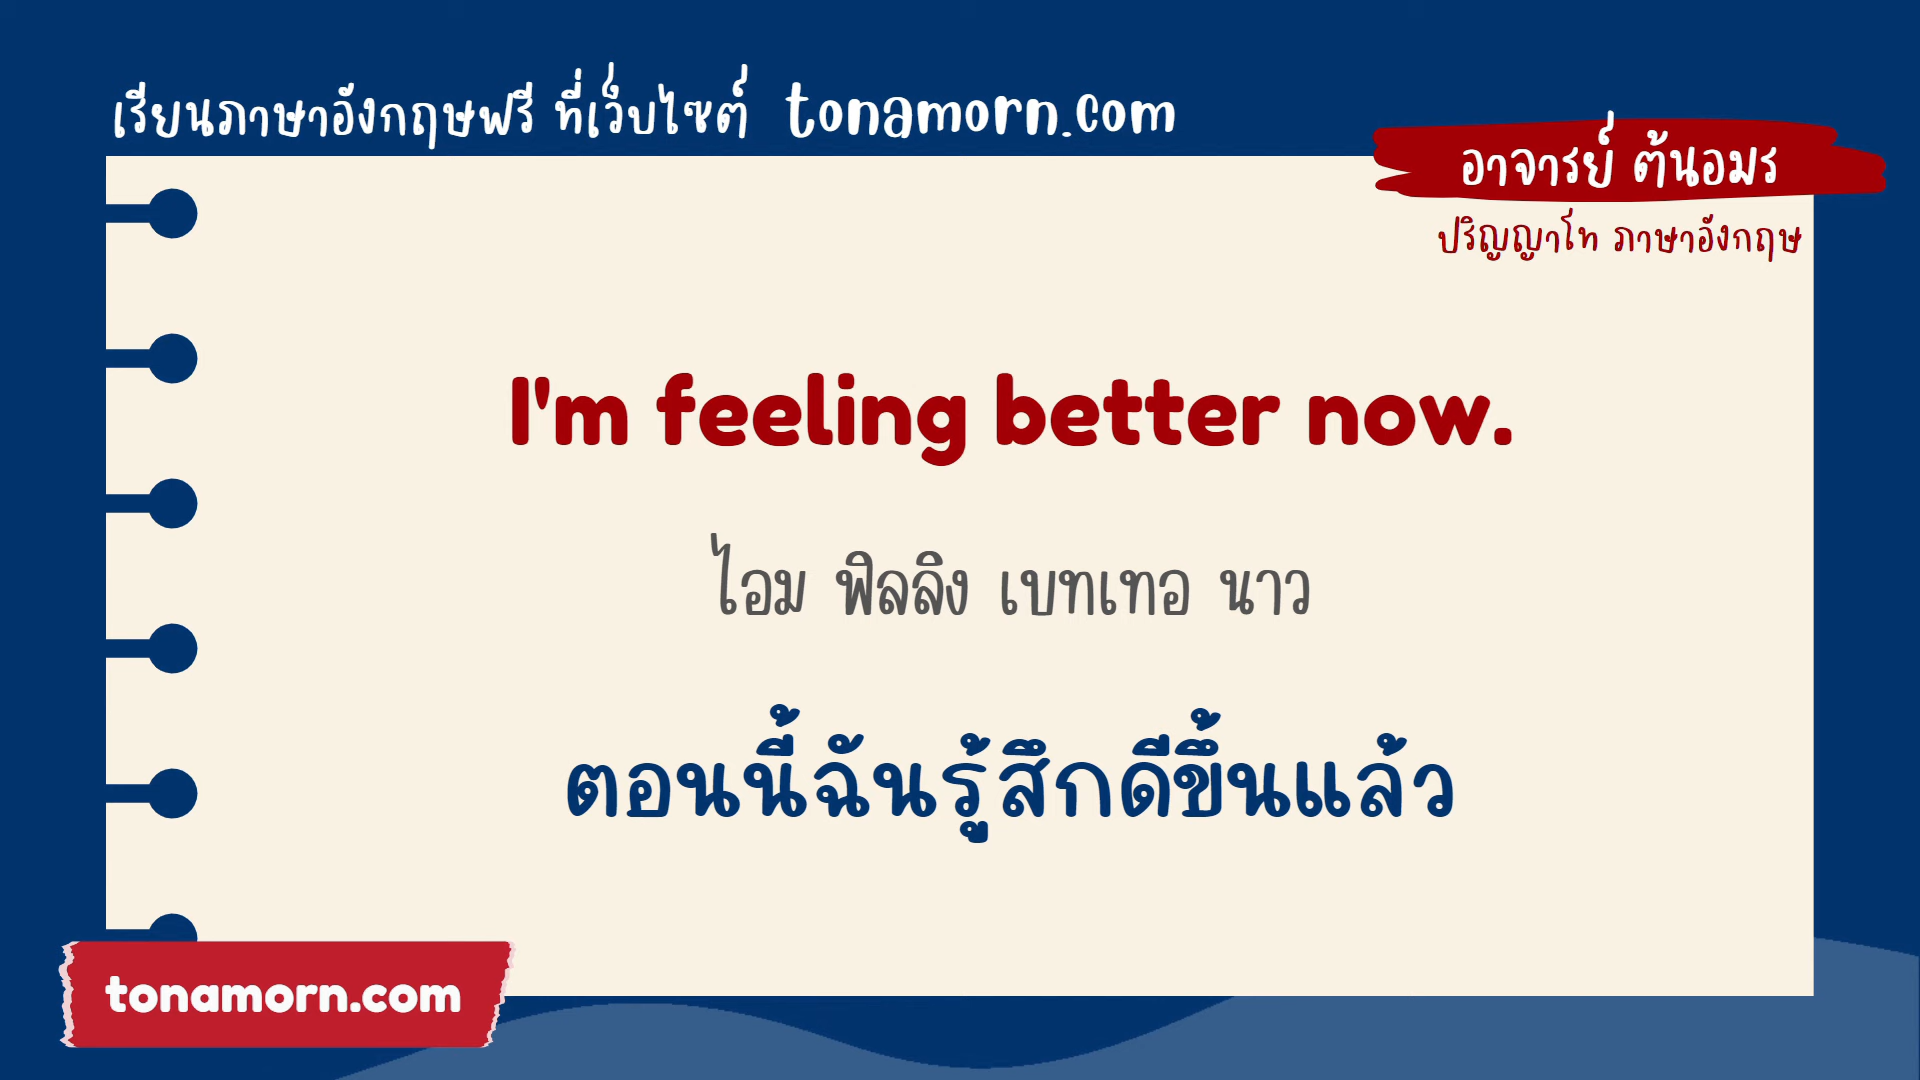 เรียนภาษาอังกฤษฟรี ที่เว็บไซต์ tonamorn.com
อาจารย์ ต้นอมร
ปริญญาโท ภาษาอังกฤษ
I'm feeling better now.
ไอม ฟิลลิง เบทเทอ นาว
ตอนนี้ฉันรู้สึกดีขึ้นแล้ว
tonamorn.com